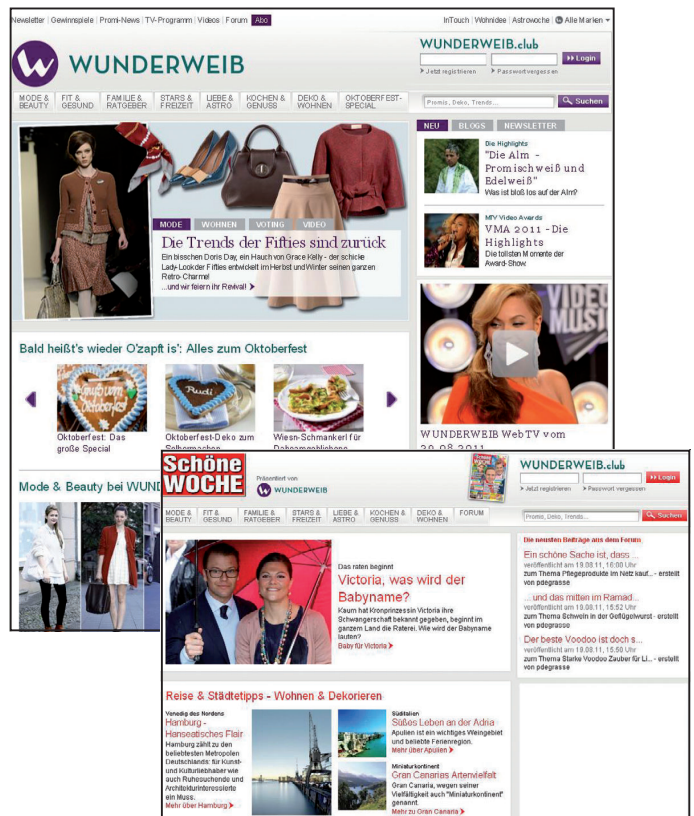 Newsletter | Gewinnspiele | Promi-News | TV-Programm | Videos | Forum Abo
InTouch | Wohnidee | Astrowoche | Alle Marken
WUNDERWEIB
WUNDERWEIB.club
Login
Jetzt registrieren Passwort vergessen
MODE & BEAUTY
FIT & GESUND
FAMILIE & RATGEBER
STARS & FREIZEIT
LIEBE & ASTRO
KOCHEN & GENUSS
DEKO & WOHNEN
OKTOBERFEST-SPECIAL
Promis, Deko, Trends...
Suchen
MODE WOHNEN VOTING VIDEO
Die Trends der Fifties sind zurück
Ein bisschen Doris Day, ein Hauch von Grace Kelly - der schicke
Lady-Look der Fifties entwickelt im Herbst und Winter seinen ganzen
Retro-Charme!
...und wir feiern ihr Revival!
NEU BLOGS NEWSLETTER
Die Highlights
"Die Alm -
Promischweiß und
Edelweiß"
Was ist bloß los auf der Alm?
MTV Video Awards
VMA 2011 - Die
Highlights
Die tollsten Momente der
Award-Show
VIDEO
MUSI
WUNDERWEIB WebTV vom
30.08.2011
Bald heißt's wieder O'zapft is': Alles zum Oktoberfest
Rudi
Oktoberfest: Das
große Special
Oktoberfest-Deko zum
Selbermachen
Wiesn-Schmankerl für
Daheimgebliebene
Mode & Beauty bei WUND
Schöne
WOCHE
Präsentiert von
WUNDERWEIB
WUNDERWEIB.club
Login
Jetzt registrieren Passwort vergessen
MODE & BEAUTY
FIT & GESUND
FAMILIE & RATGEBER
STARS & FREIZEIT
LIEBE & ASTRO
KOCHEN & GENUSS
DEKO & WOHNEN
FORUM
Promis, Deko, Trends...
Suchen
Das raten beginnt
Victoria, was wird der
Babyname?
Kaum hat Kronprinzessin Victoria ihre
Schwangerschaft bekannt gegeben, beginnt im
ganzen Land die Raterei. Wie wird der Babyname
lauten?
Baby für Victoria
Die neusten Beiträge aus dem Forum
Ein schöne Sache ist, dass ...
veröffentlicht am 19.08.11, 16:00 Uhr
zum Thema Pflegeprodukte im Netz kauf... - erstellt
von pdegrasse
... und das mitten im Ramad...
veröffentlicht am 19.08.11, 15:52 Uhr
zum Thema Schwein in der Geflügelwurst - erstellt
von pdegrasse
Der beste Voodoo ist doch s...
veröffentlicht am 19.08.11, 15:50 Uhr
zum Thema Starke Voodoo Zauber für Li... - erstellt
von pdegrasse
Reise & Städtetipps - Wohnen & Dekorieren
Venedig des Nordens
Hamburg -
Hanseatisches Flair
Hamburg zählt zu den
beliebtesten Metropolen
Deutschlands: für Kunst-
und Kulturliebhaber wie
auch Ruhesuchende und
Architekturinteressierte
ein Muss.
Mehr über Hamburg
Süditalien
Süßes Leben an der Adria
Apulien ist ein wichtiges Weingebiet
und beliebte Ferienregion.
Mehr über Apulien
Miniaturkontinent
Gran Canarias Artenvielfalt
Gran Canaria, wegen seiner
Vielfältigkeit auch "Miniaturkontinent"
genannt.
Mehr zu Gran Canaria